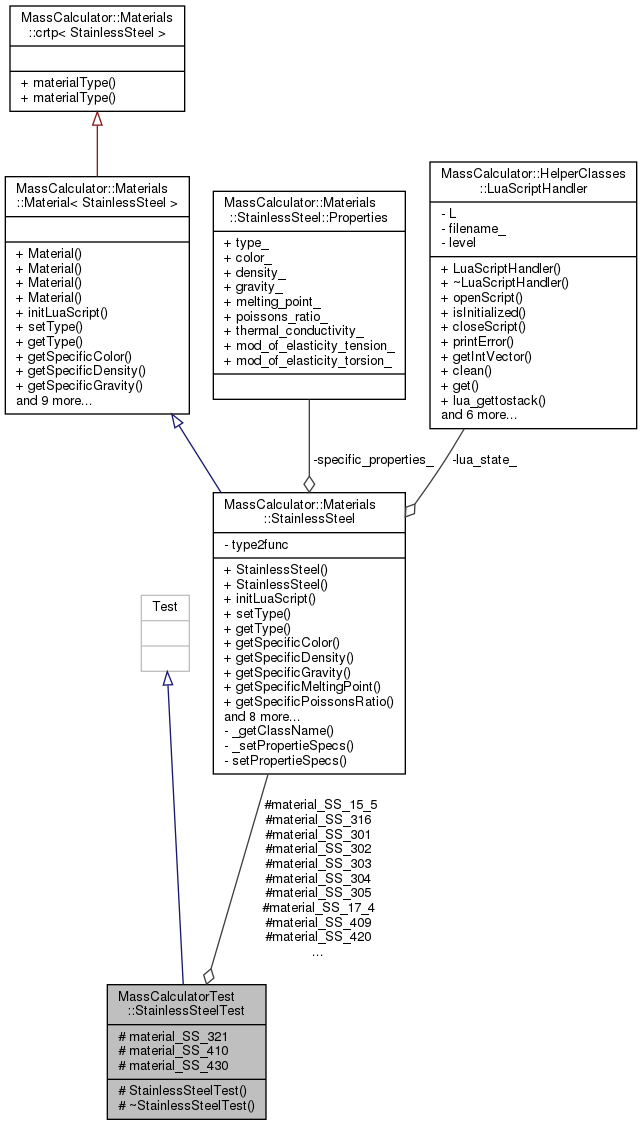 MassCalculator::Materials
::crtp< StainlessSteel >
+ materialType()
+ materialType()
MassCalculator::Materials
::Material< StainlessSteel >
+ Material()
+ Material()
+ Material()
+ Material()
+ initLuaScript()
+ setType()
+ getType()
+ getSpecificColor()
+ getSpecificDensity()
+ getSpecificGravity()
and 9 more...
MassCalculator::Materials
::StainlessSteel::Properties
+ type_
+ color_
+ density_
+ gravity_
+ melting_point_
+ poissons_ratio_
+ thermal_conductivity_
+ mod_of_elasticity_tension_
+ mod_of_elasticity_torsion_
MassCalculator::HelperClasses
::LuaScriptHandler
- L
- filename_
- level
+ LuaScriptHandler()
+ ~LuaScriptHandler()
+ openScript()
+ isInitialized()
+ closeScript()
+ printError()
+ getIntVector()
+ clean()
+ get()
+ lua_gettostack()
and 6 more...
-specific_properties_
-lua_state_
MassCalculator::Materials
::StainlessSteel
- type2func
+ StainlessSteel()
+ StainlessSteel()
+ initLuaScript()
+ setType()
+ getType()
+ getSpecificColor()
+ getSpecificDensity()
+ getSpecificGravity()
+ getSpecificMeltingPoint()
+ getSpecificPoissonsRatio()
and 8 more...
- _getClassName()
- _setPropertieSpecs()
- setPropertieSpecs()
Test
#material_SS_15_5
#material_SS_316
#material_SS_301
#material_SS_302
#material_SS_303
#material_SS_304
#material_SS_305
#material_SS_17_4
#material_SS_409
#material_SS_420
...
MassCalculatorTest
::StainlessSteelTest
# material_SS_321
# material_SS_410
# material_SS_430
# StainlessSteelTest()
# ~StainlessSteelTest()